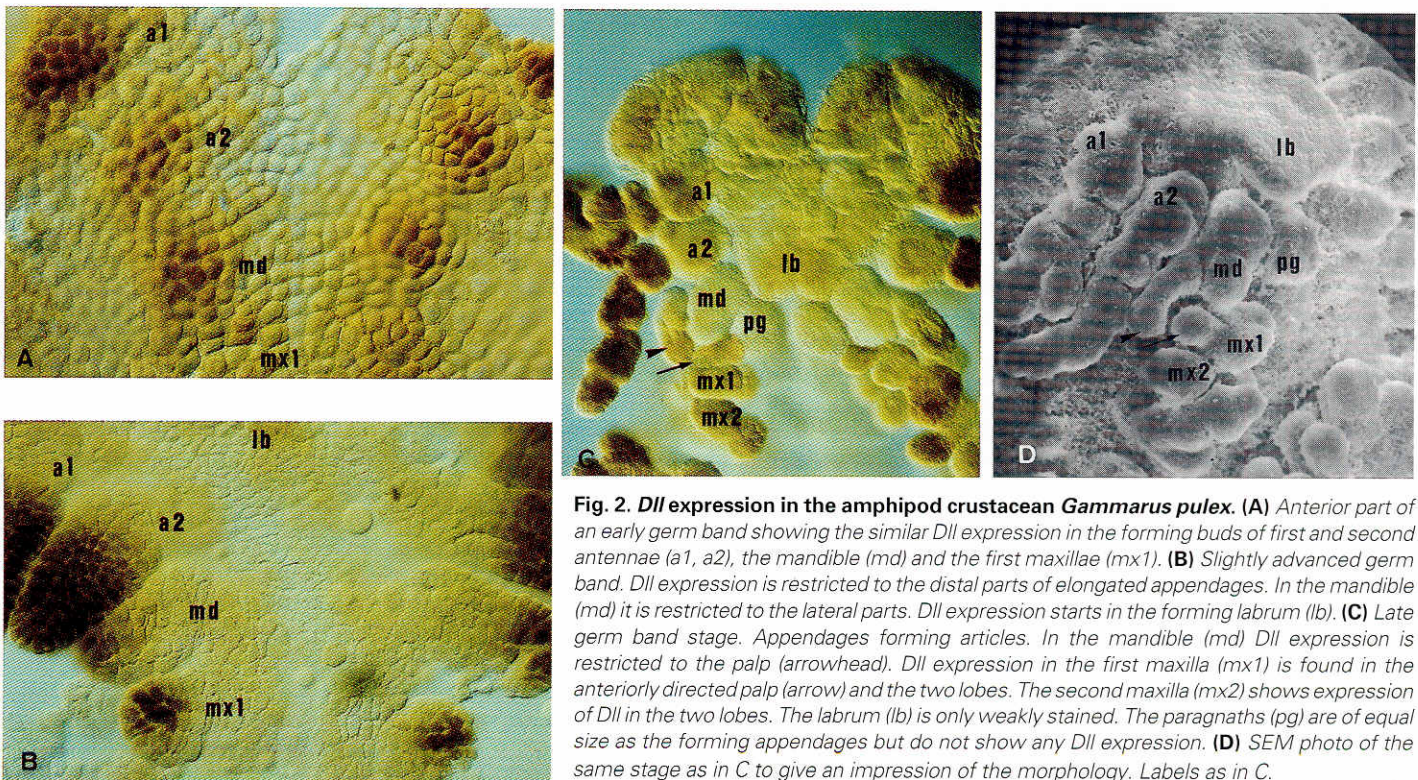 a1
a2
md
mx1
A
lb
a1
a2
md
mx1
B
a1
a2
lb
md
pg
mx1
mx2
C
a1
lb
a2
md
pg
mx1
mx2
D
Fig. 2. Dll expression in the amphipod crustacean Gammarus pulex. (A) Anterior part of
an early germ band showing the similar Dll expression in the forming buds of first and second
antennae (a1, a2), the mandible (md) and the first maxillae (mx1). (B) Slightly advanced germ
band. Dll expression is restricted to the distal parts of elongated appendages. In the mandible
(md) it is restricted to the lateral parts. Dll expression starts in the forming labrum (lb). (C) Late
germ band stage. Appendages forming articles. In the mandible (md) Dll expression is
restricted to the palp (arrowhead). Dll expression in the first maxilla (mx1) is found in the
anteriorly directed palp (arrow) and the two lobes. The second maxilla (mx2) shows expression
of Dll in the two lobes. The labrum (lb) is only weakly stained. The paragnaths (pg) are of equal
size as the forming appendages but do not show any Dll expression. (D) SEM photo of the
same stage as in C to give an impression of the morphology. Labels as in C.